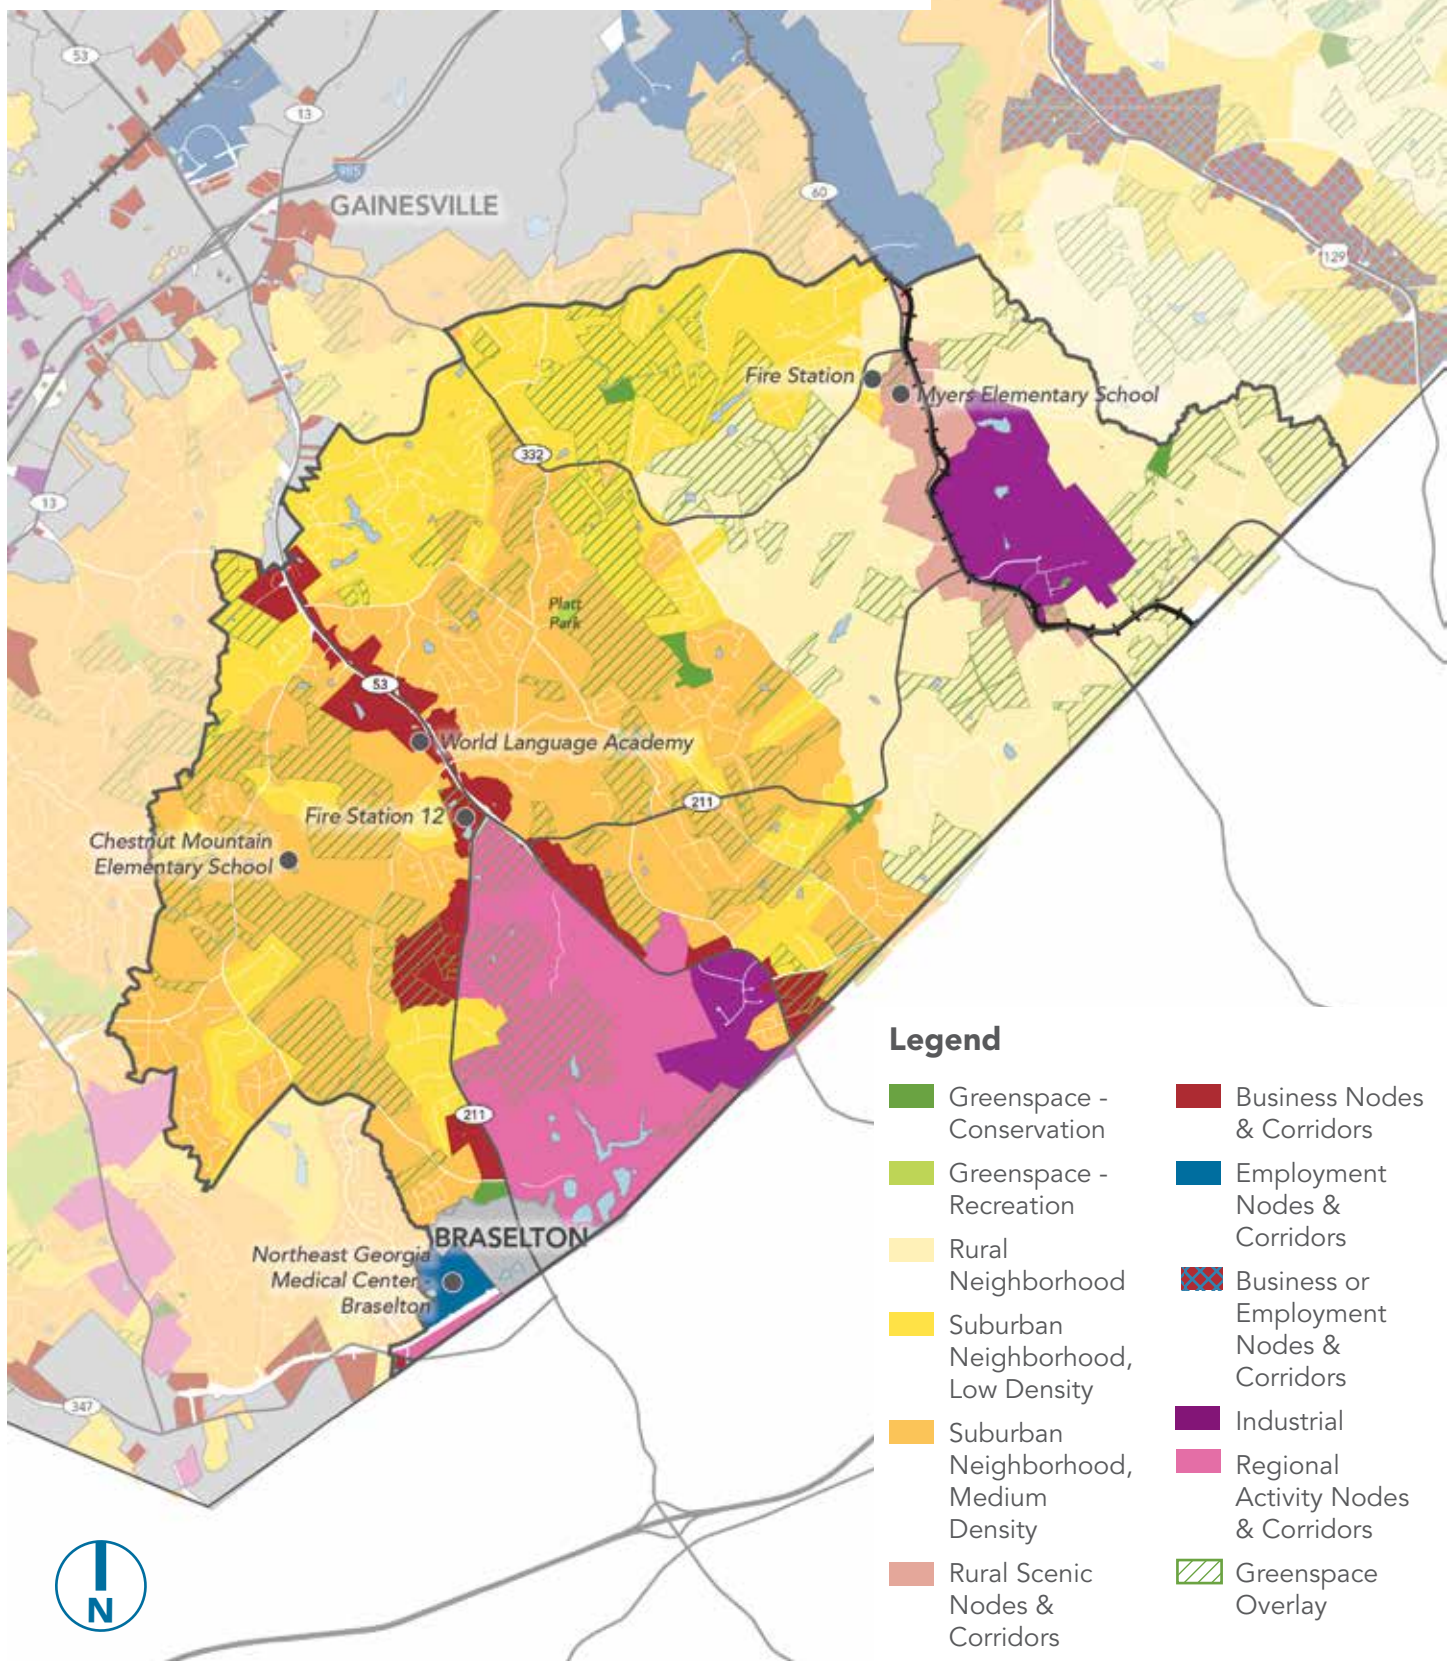 53
13
985
GAINESVILLE
60
129
Fire Station
Myers Elementary School
332
13
Platt
Park
53
World Language Academy
211
Fire Station 12
Chestnut Mountain
Elementary School
211
BRASELTON
Northeast Georgia
Medical Center -
Braselton
347
N
Legend
Greenspace -
Conservation
Greenspace -
Recreation
Rural
Neighborhood
Suburban
Neighborhood,
Low Density
Suburban
Neighborhood,
Medium
Density
Rural Scenic
Nodes &
Corridors
Business Nodes
& Corridors
Employment
Nodes &
Corridors
Business or
Employment
Nodes &
Corridors
Industrial
Regional
Activity Nodes
& Corridors
Greenspace
Overlay